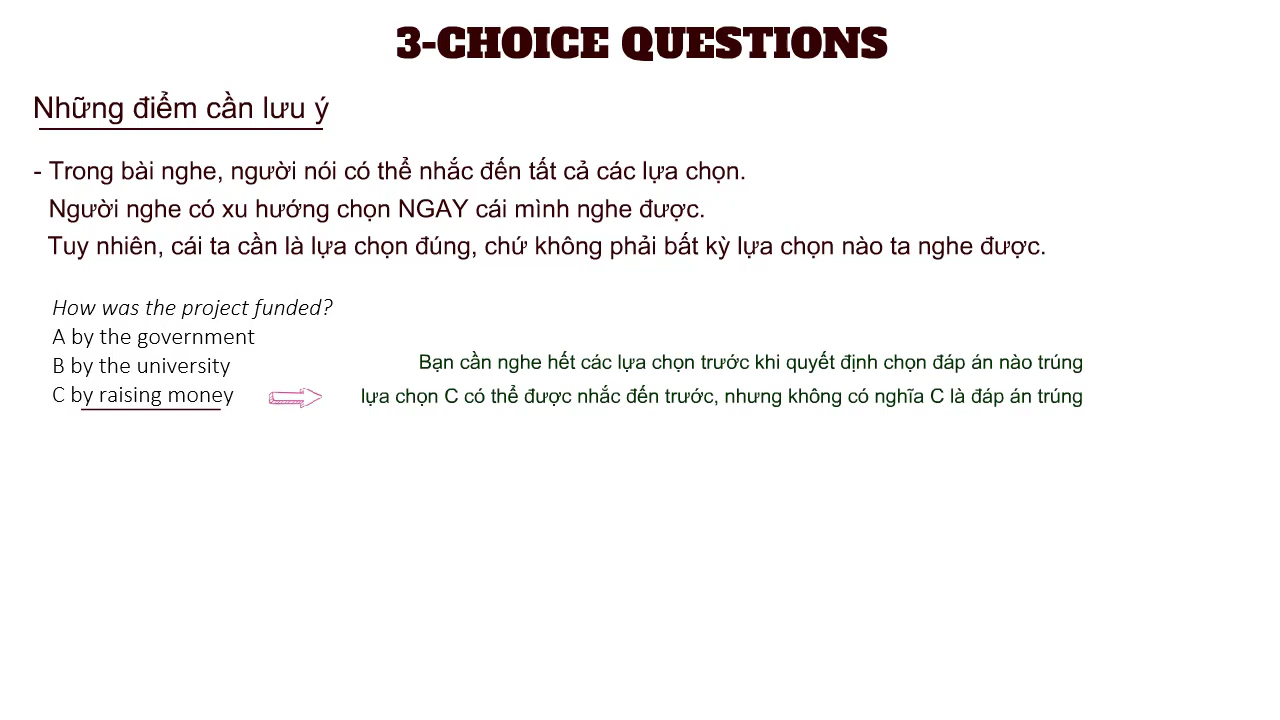 3-CHOICE QUESTIONS
Những điểm cần lưu ý
- Trong bài nghe, người nói có thể nhắc đến tất cả các lựa chọn.
Người nghe có xu hướng chọn NGAY cái mình nghe được.
Tuy nhiên, cái ta cần là lựa chọn đúng, chứ không phải bất kỳ lựa chọn nào ta nghe được.
How was the project funded?
A by the government
B by the university
C by raising money
Bạn cần nghe hết các lựa chọn trước khi quyết định chọn đáp án nào trúng
lựa chọn C có thể được nhắc đến trước, nhưng không có nghĩa C là đáp án trúng